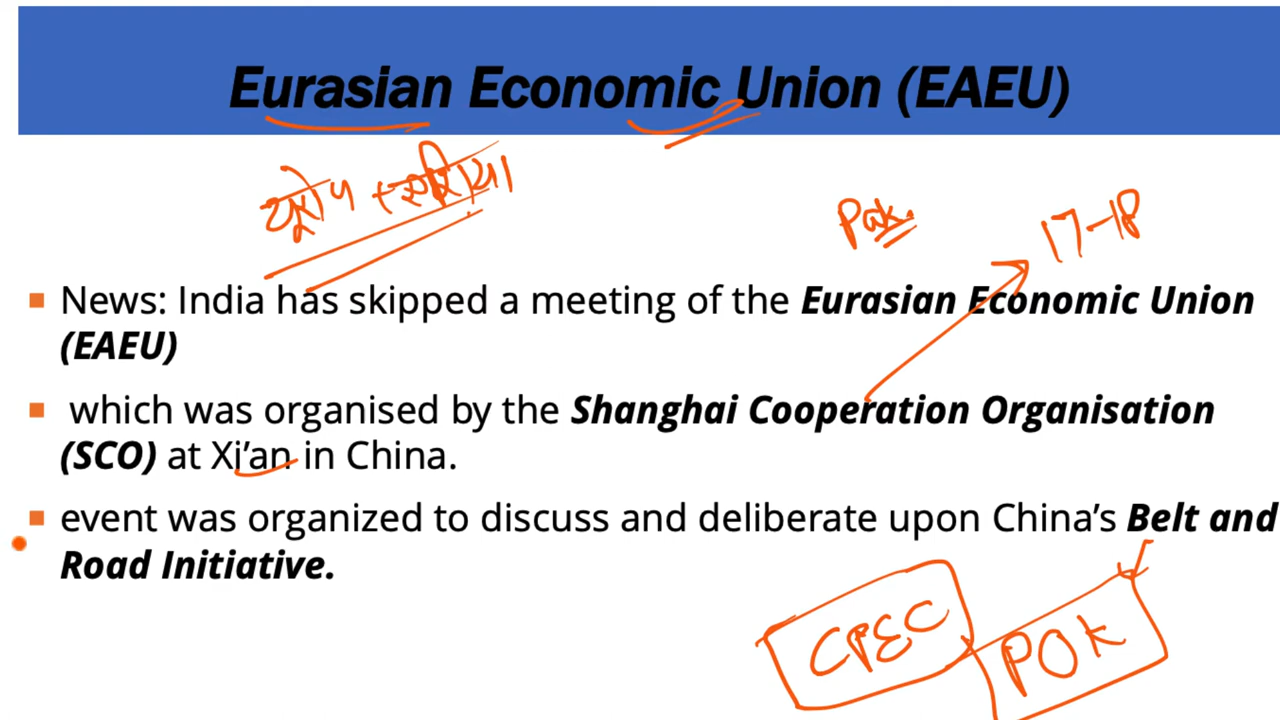 Eurasian Economic Union (EAEU)
यूरोप + एशिया
Pak.
17-18
■ News: India has skipped a meeting of the Eurasian Economic Union
(EAEU)
■ which was organised by the Shanghai Cooperation Organisation
(SCO) at Xi’an in China.
■ event was organized to discuss and deliberate upon China’s Belt and
Road Initiative.
CPEC
POK